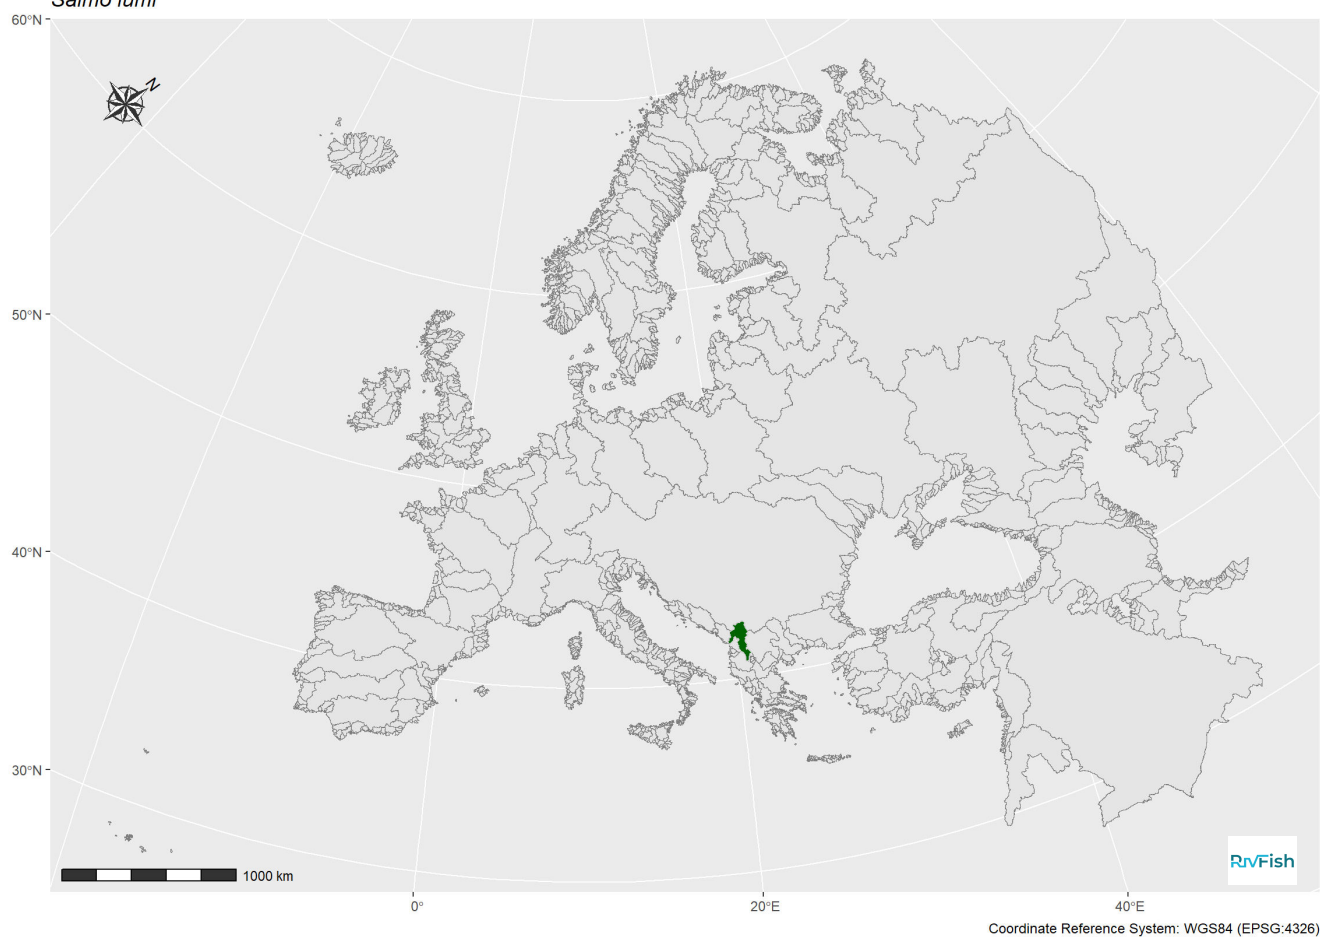 Salmo lumi
60°N
N
50°N
40°N
30°N
1000 km
RivFish
0°
20°E
40°E
Coordinate Reference System: WGS84 (EPSG:4326)